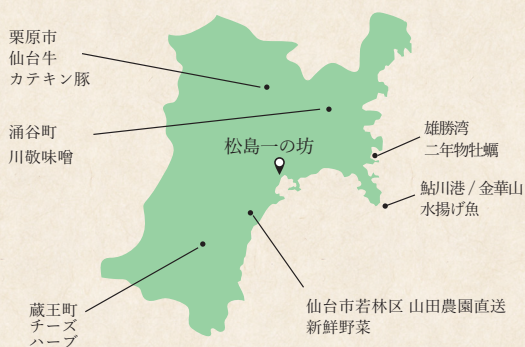 栗原市
仙台牛
カテキン豚
涌谷町
川敬味噌
松島一の坊
雄勝湾
二年物牡蠣
鮎川港 / 金華山
水揚げ魚
仙台市若林区 山田農園直送
新鮮野菜
蔵王町
チーズ
ハーブ